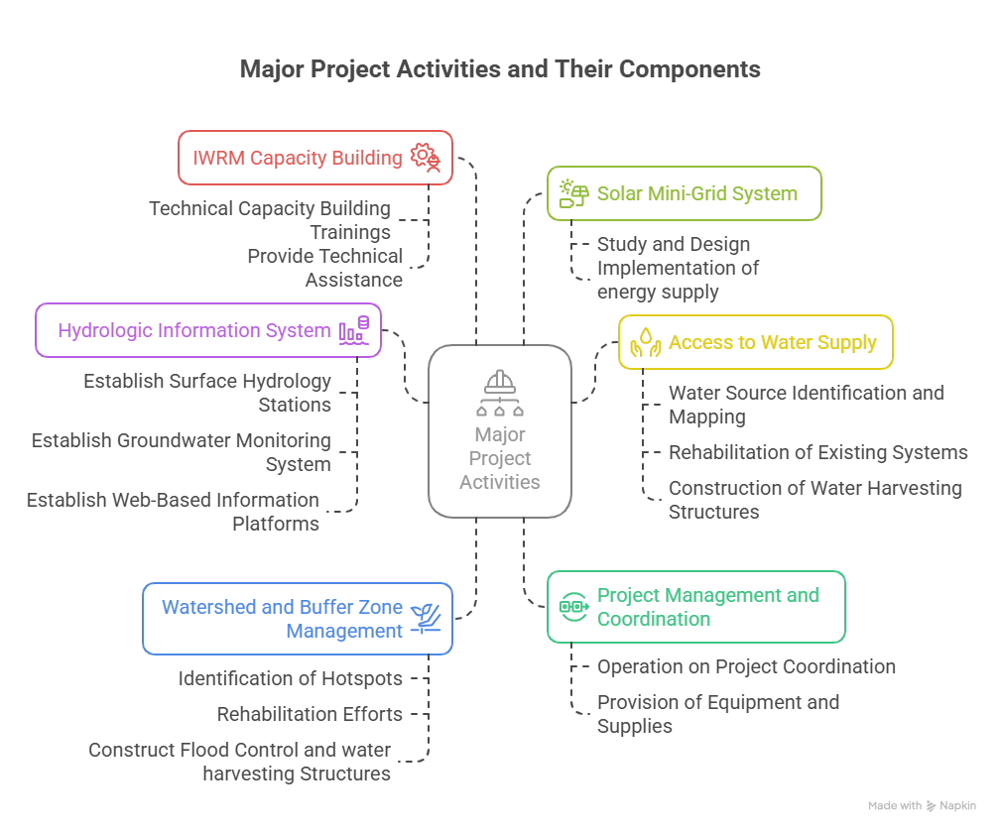 Major Project Activities and Their Components
IWRM Capacity Building
Technical Capacity Building
Trainings
Provide Technical
Assistance
Hydrologic Information System
Establish Surface Hydrology
Stations
Establish Groundwater Monitoring
System
Establish Web-Based Information
Platforms
Watershed and Buffer Zone
Management
Identification of Hotspots
Rehabilitation Efforts
Construct Flood Control and water
harvesting Structures
Major
Project
Activities
Solar Mini-Grid System
Study and Design
Implementation of
energy supply
Access to Water Supply
Water Source Identification and
Mapping
Rehabilitation of Existing Systems
Construction of Water Harvesting
Structures
Project Management and
Coordination
Operation on Project Coordination
Provision of Equipment and
Supplies
Made with Napkin